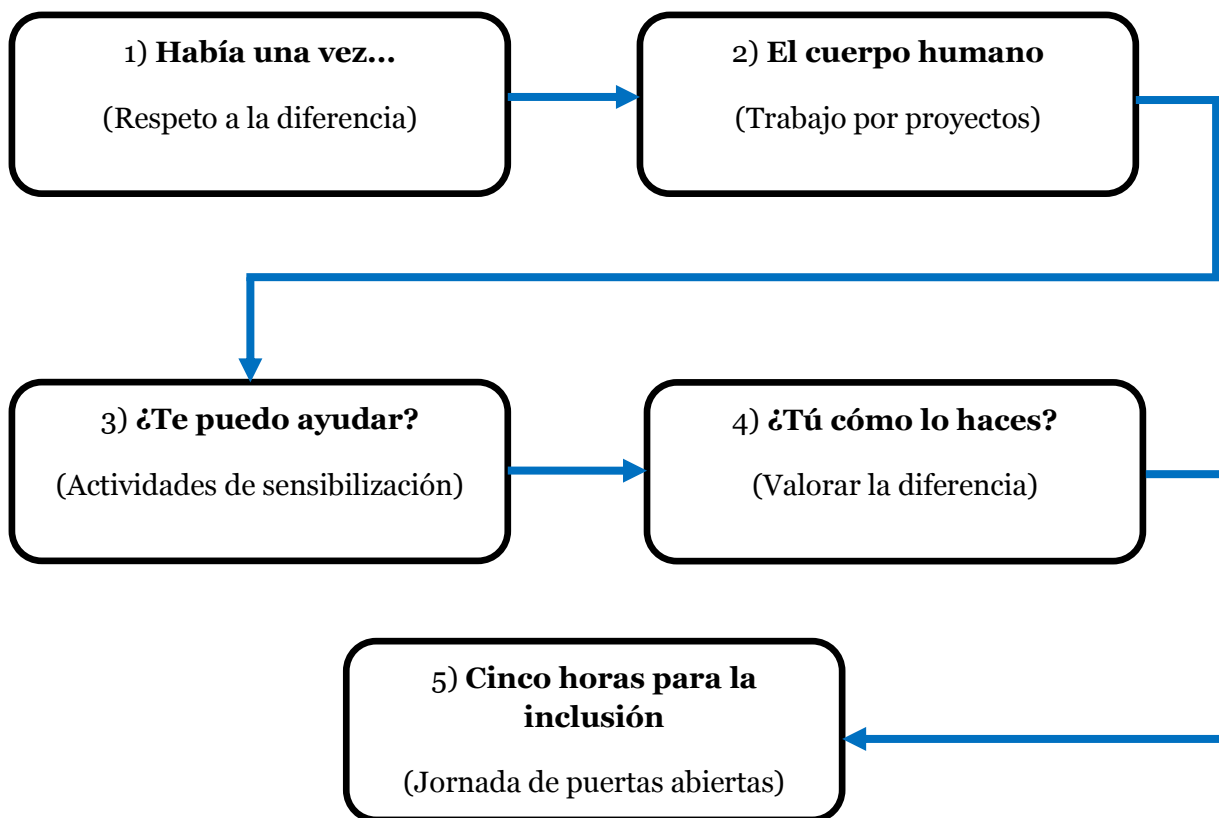 1) Había una vez...
(Respeto a la diferencia)
2) El cuerpo humano
(Trabajo por proyectos)
3) ¿Te puedo ayudar?
(Actividades de sensibilización)
4) ¿Tú cómo lo haces?
(Valorar la diferencia)
5) Cinco horas para la
inclusión
(Jornada de puertas abiertas)